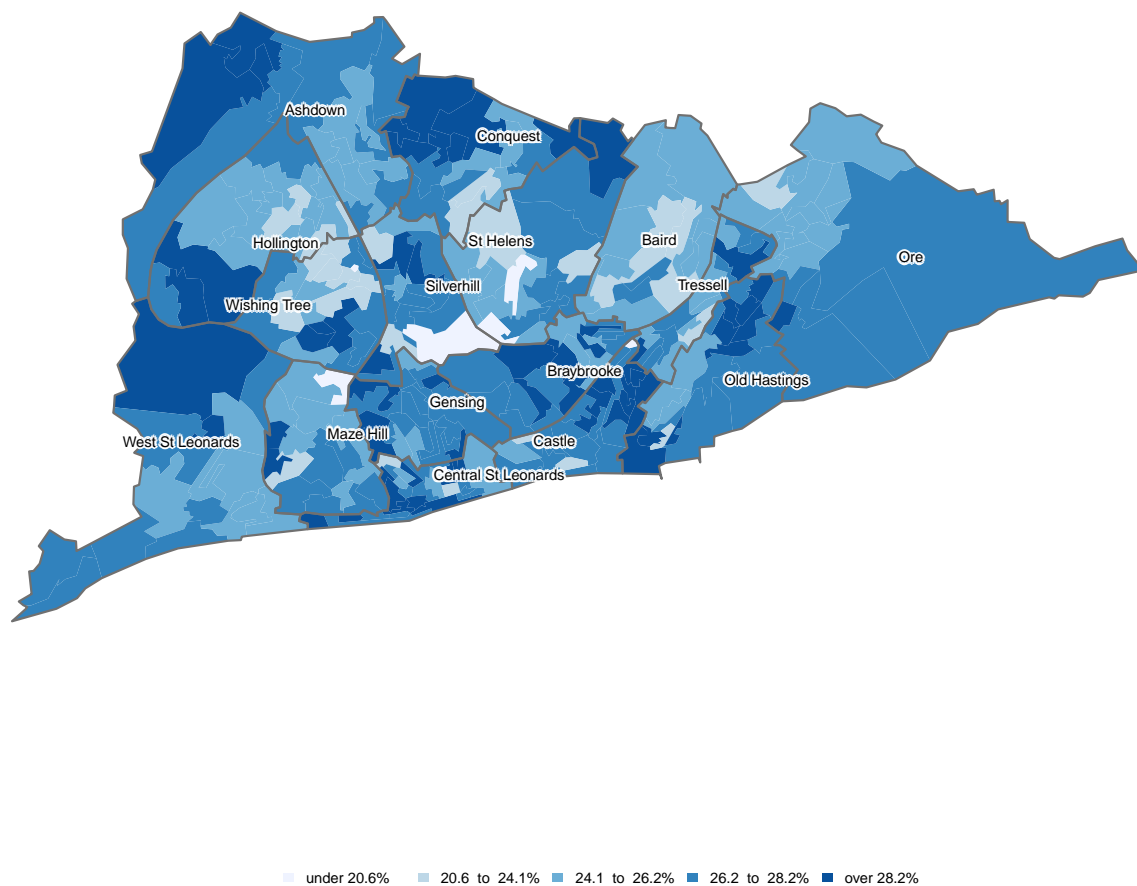 Ashdown
Conquest
Hollington
St Helens
Baird
Ore
Silverhill
Tressell
Wishing Tree
Braybrooke
Old Hastings
Gensing
Maze Hill
West St Leonards
Castle
Central St Leonards
under 20.6%
20.6 to 24.1%
24.1 to 26.2%
26.2 to 28.2%
over 28.2%